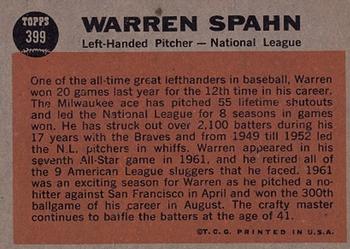 TOPPS
399
WARREN SPAHN
Left-Handed Pitcher — National League
One of the all-time great lefthanders in baseball, Warren
won 20 games last year for the 12th time in his career.
The Milwaukee ace has pitched 55 lifetime shutouts
and led the National League for 8 seasons in games
won. He has struck out over 2,100 batters during his
17 years with the Braves and from 1949 till 1952 led
the N.L. pitchers in whiffs. Warren appeared in his
seventh All-Star game in 1961, and he retired all of
the 9 American League sluggers that he faced. 1961
was an exciting season for Warren as he pitched a no-
hitter against San Francisco in April and won the 300th
ballgame of his career in August. The crafty master
continues to baifle the batters at the age of 41.
©T.C.G. PRINTED IN U.S.A.